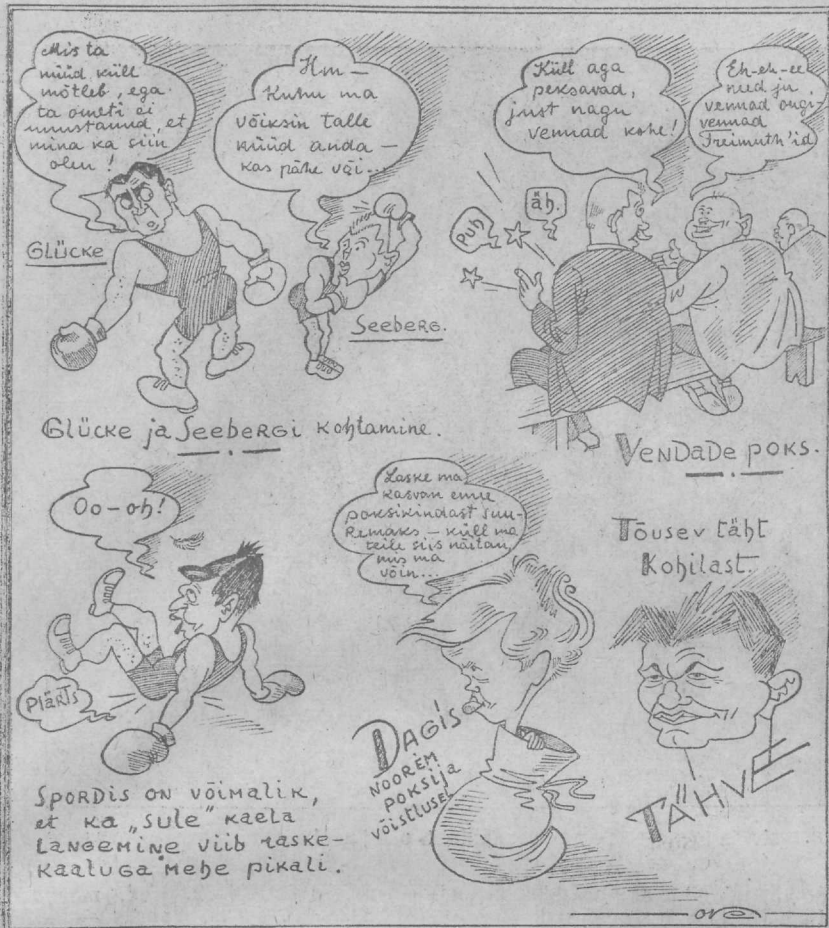 Mis ta
nüüd küll
mõtleb, ega
ta ometi ei
unustanud, et
mina ka siin
olen!
Hm —
Kuhu ma
võiksin talle
nüüd anda —
kas pähe või...
GLÜCKE
SEEBERG.
Glücke ja Seebergi kohtamine.
Küll aga
peksavad,
just nagu
vennad kohe!
Eh-eh-ee
need ju
vennad ongi-
vennad
Freimuth'id
Puh
äh.
VENDADE POKS.
Oo-oh!
PLÄRTS
SPORDIS ON VÕIMALIK,
et ka „SULE" KAELA
LANGEMINE VIIB RASKE-
KAALUGA MEHE PIKALI.
Laske ma
kasvan enne
poksikindast suu-
remaks — küll ma
teile siis näitan,
mis ma
võin...
DAGIS
NOOREM
POKSIJA
VÕISTLUSEL
Tõusev täht
Kohilast.
TÄHVE
ore